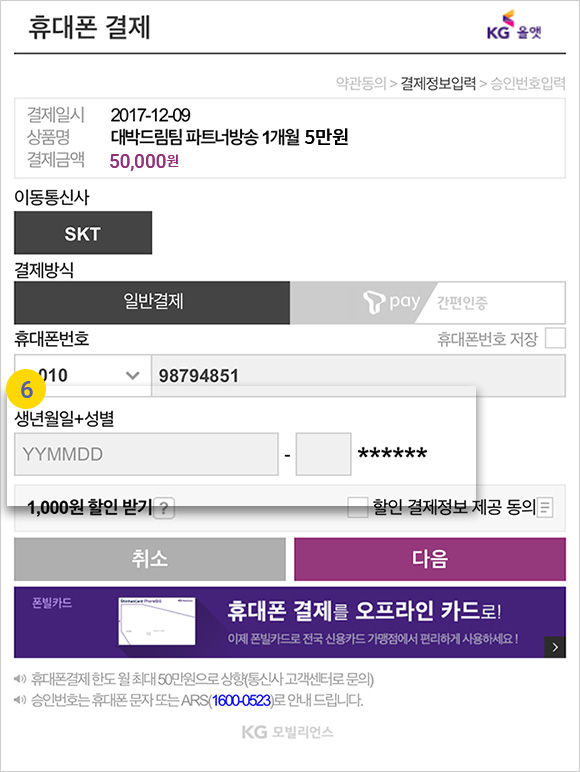 휴대폰 결제
KG 올앳
약관동의 > 결제정보입력 > 승인번호입력
결제일시 2017-12-09
상품명 대박드림팀 파트너방송 1개월 5만원
결제금액 50,000원
이동통신사
SKT
결제방식
일반결제
T pay 간편인증
휴대폰번호 휴대폰번호 저장
010 98794851
6
생년월일+성별
YYMMDD - ******
1,000원 할인 받기 ? 할인 결제정보 제공 동의
취소 다음
폰빌카드
휴대폰 결제를 오프라인 카드로!
이제 폰빌카드로 전국 신용카드 가맹점에서 편리하게 사용하세요!
휴대폰결제 한도 월 최대 50만원으로 상향(통신사 고객센터로 문의)
승인번호는 휴대폰 문자 또는 ARS(1600-0523)로 안내 드립니다.
KG 모빌리언스